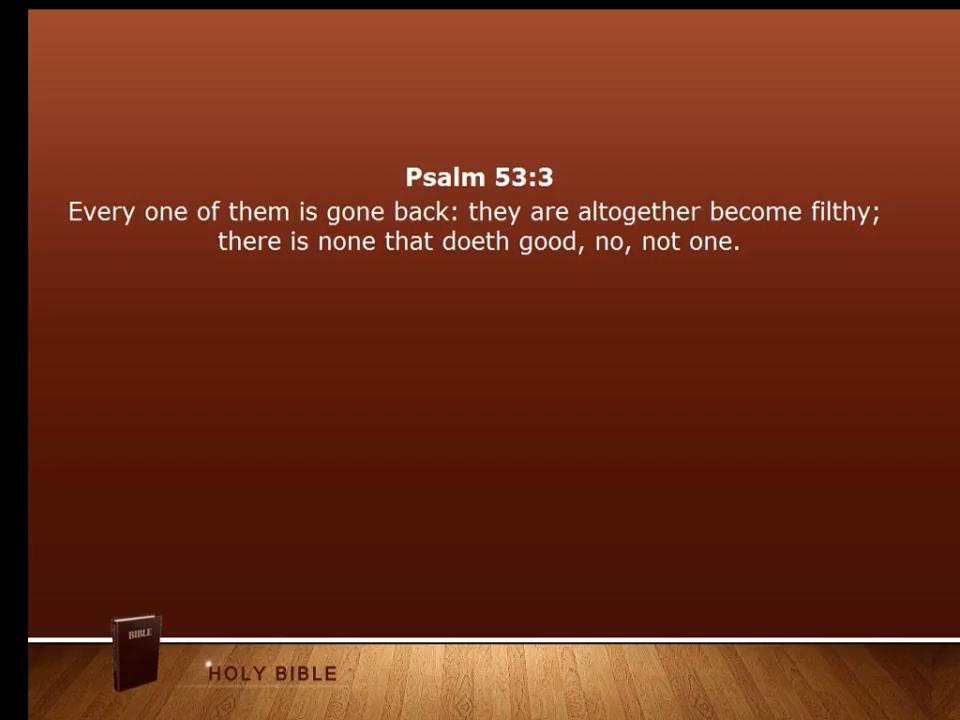 Psalm 53:3
Every one of them is gone back: they are altogether become filthy;
there is none that doeth good, no, not one.
BIBLE
HOLY BIBLE